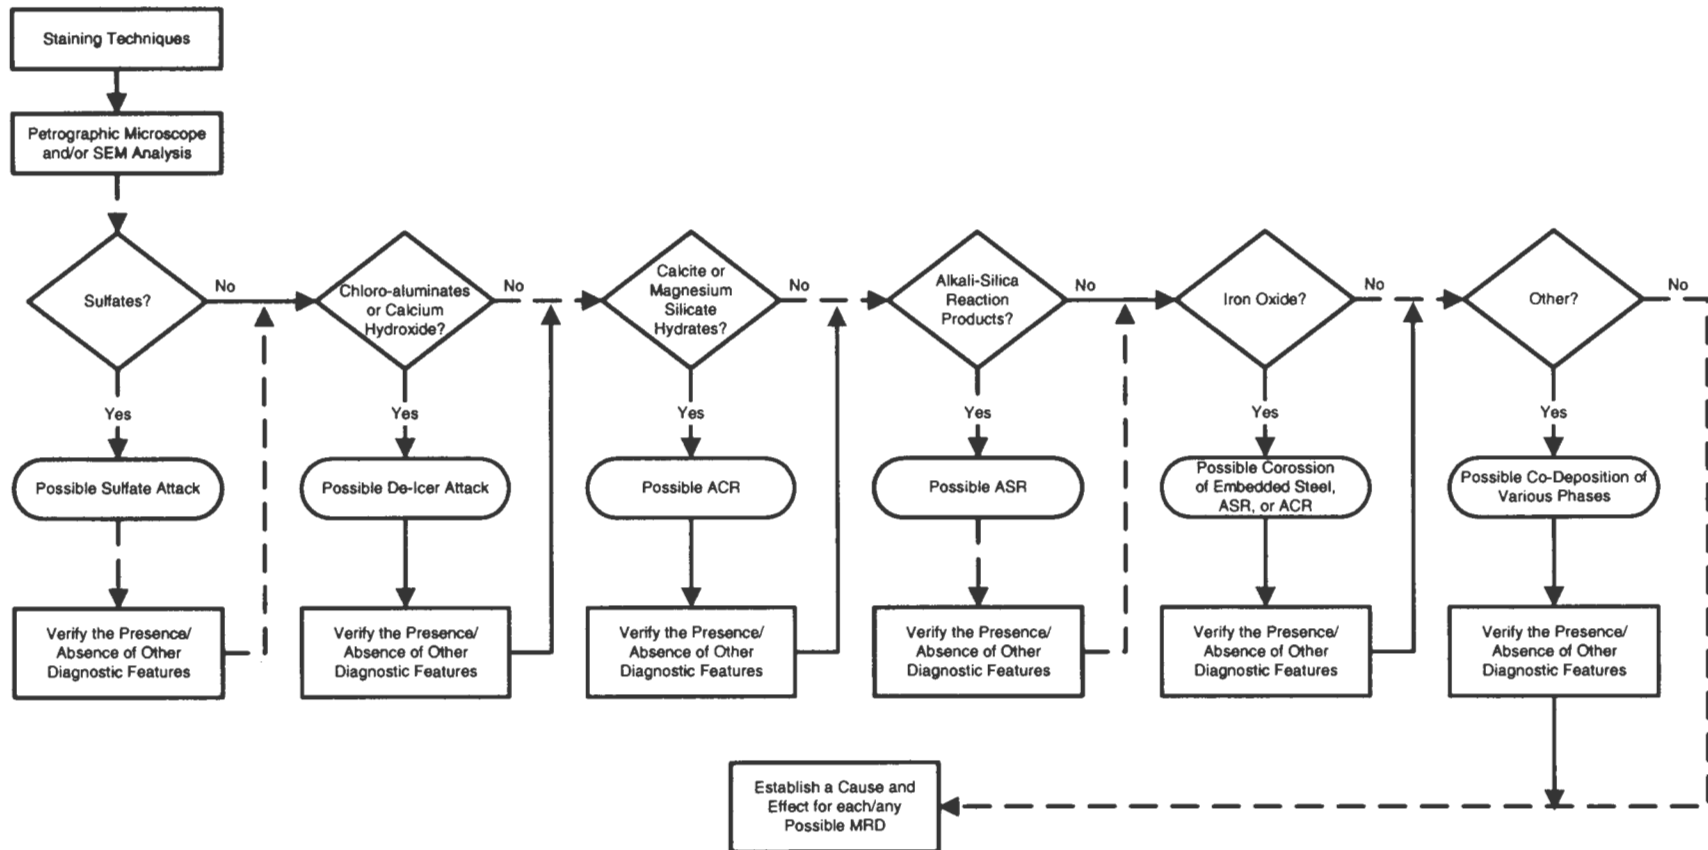 Staining Techniques
Petrographic Microscope
and/or SEM Analysis
Sulfates?
No
Yes
Possible Sulfate Attack
Verify the Presence/
Absence of Other
Diagnostic Features
Chloro-aluminates
or Calcium
Hydroxide?
No
Yes
Possible De-Icer Attack
Verify the Presence/
Absence of Other
Diagnostic Features
Calcite or
Magnesium
Silicate
Hydrates?
No
Yes
Possible ACR
Verify the Presence/
Absence of Other
Diagnostic Features
Alkali-Silica
Reaction
Products?
No
Yes
Possible ASR
Verify the Presence/
Absence of Other
Diagnostic Features
Iron Oxide?
No
Yes
Possible Corossion
of Embedded Steel,
ASR, or ACR
Verify the Presence/
Absence of Other
Diagnostic Features
Other?
No
Yes
Possible Co-Deposition of
Various Phases
Verify the Presence/
Absence of Other
Diagnostic Features
Establish a Cause and
Effect for each/any
Possible MRD